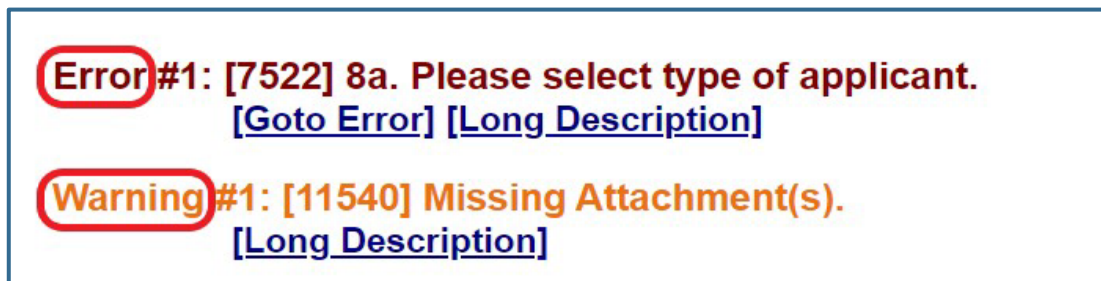 Error #1: [7522] 8a. Please select type of applicant.
[Goto Error] [Long Description]
Warning #1: [11540] Missing Attachment(s).
[Long Description]